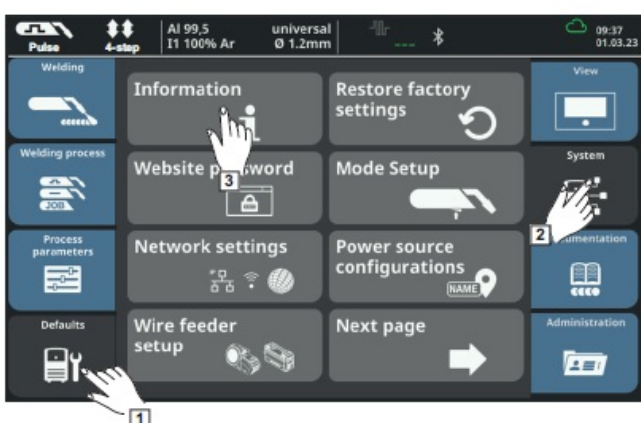 Pulse
4-step
Al 99,5
I1 100% Ar
universal
Ø 1.2mm
09:37
01.03.23
Welding
Welding process
JOB
Process
parameters
Defaults
1
Information
3
Restore factory
settings
Website
Mode Setup
Network settings
Power source
configurations
NAME
Wire feeder
setup
Next page
View
System
2
Administration